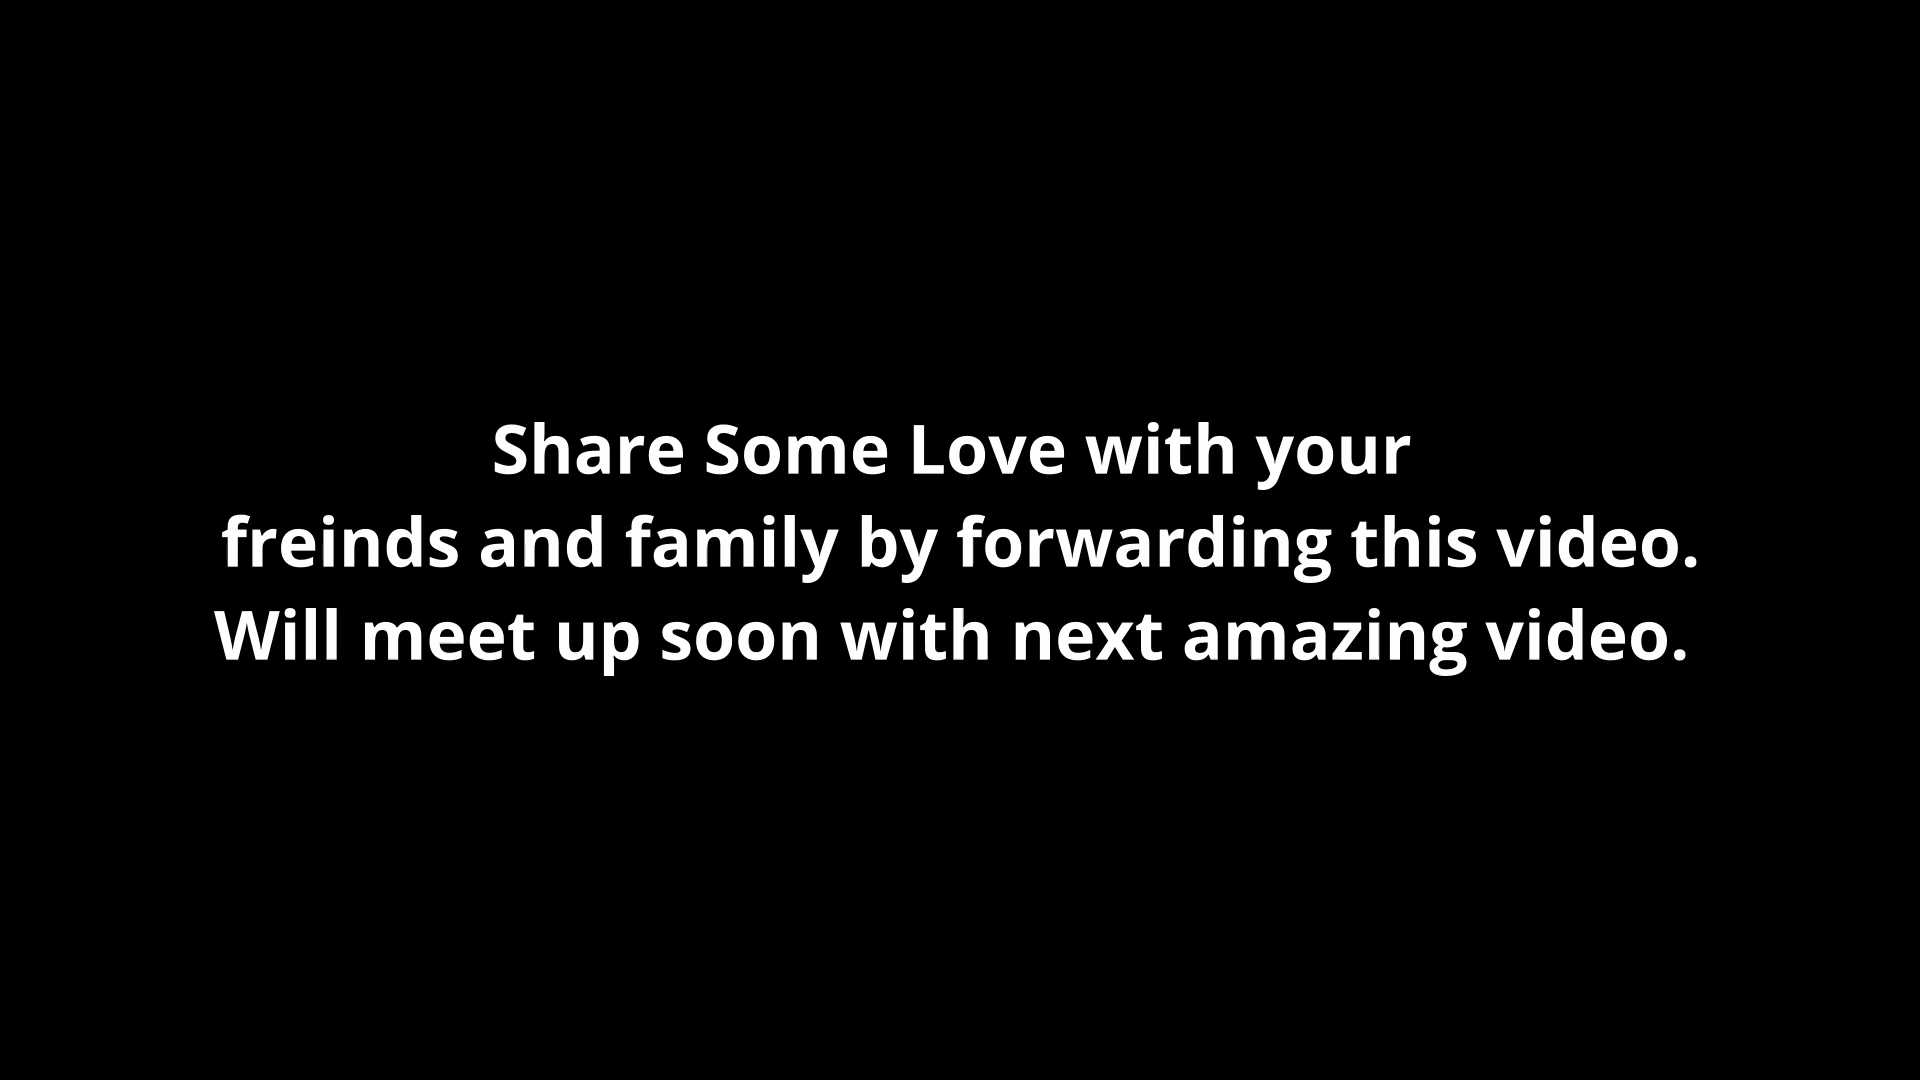 Share Some Love with your
freinds and family by forwarding this video.
Will meet up soon with next amazing video.